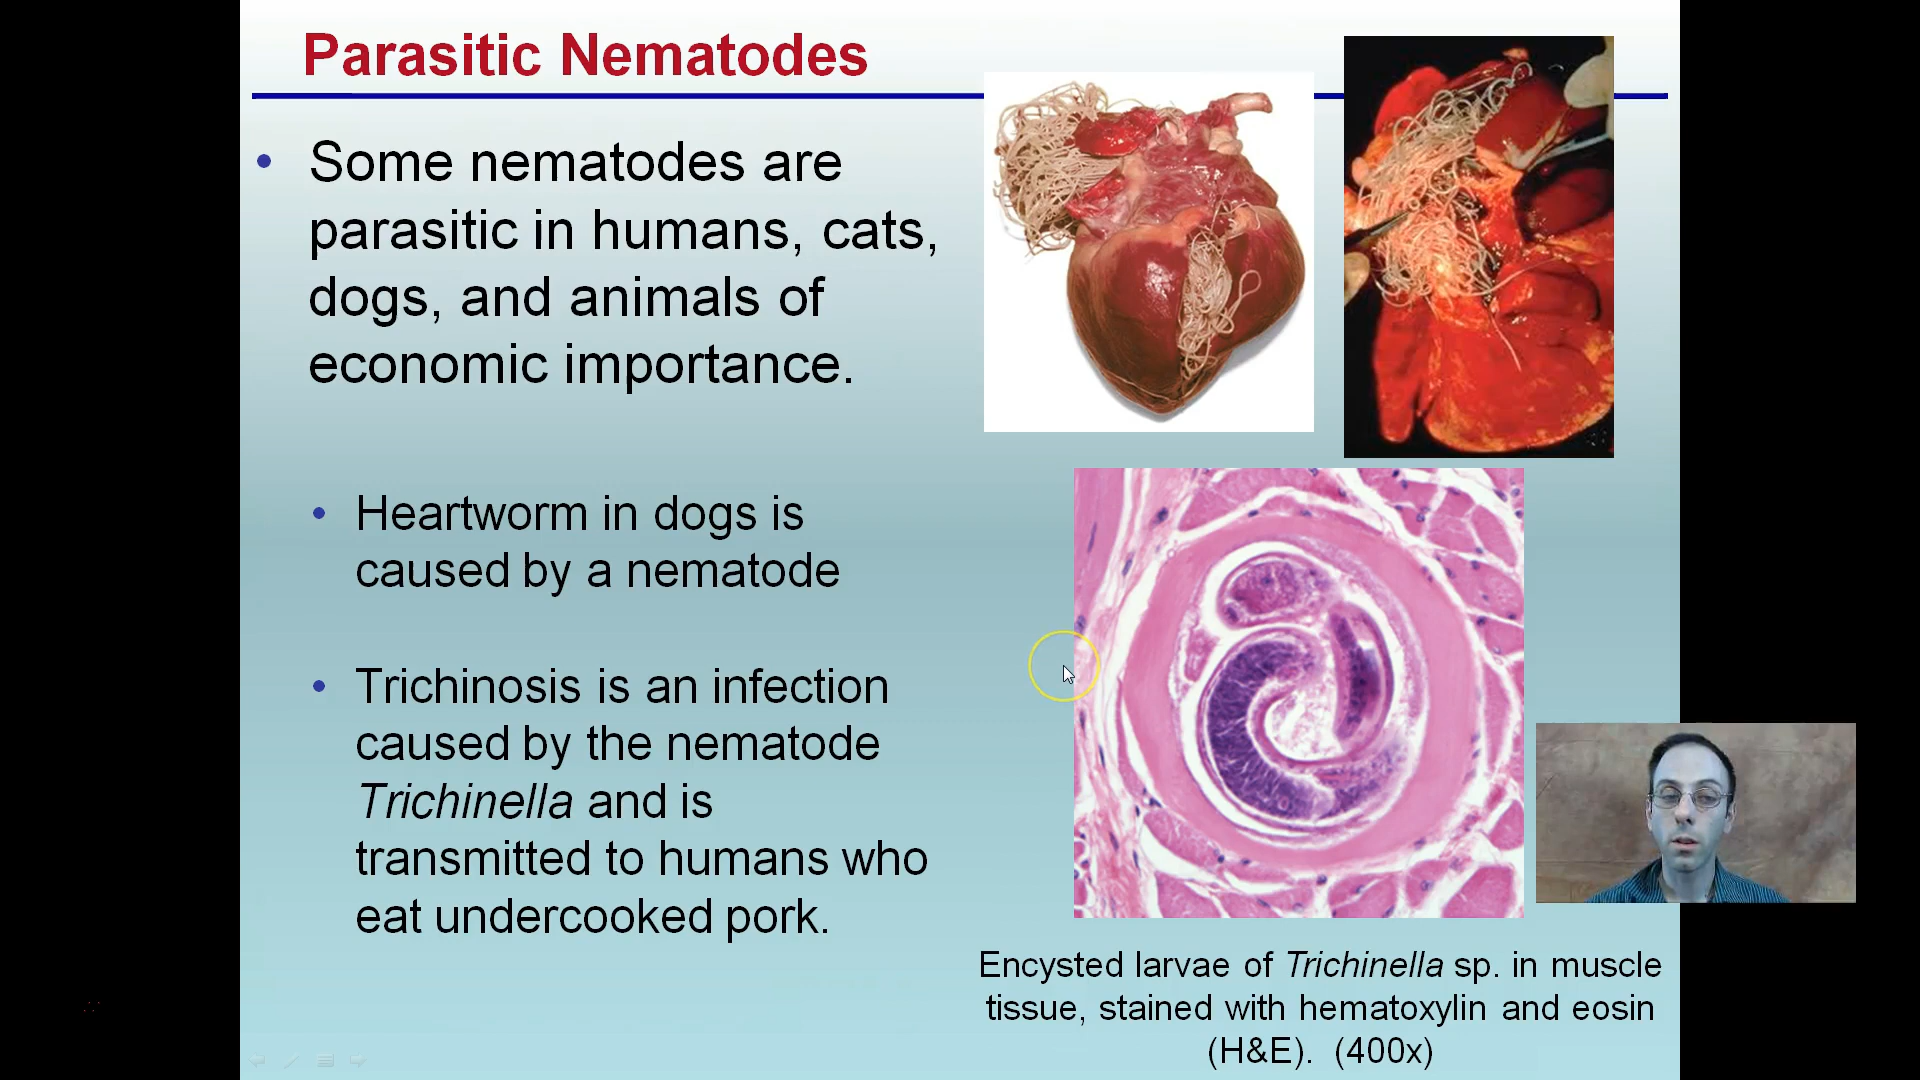 Parasitic Nematodes
• Some nematodes are
parasitic in humans, cats,
dogs, and animals of
economic importance.
• Heartworm in dogs is
caused by a nematode
• Trichinosis is an infection
caused by the nematode
Trichinella and is
transmitted to humans who
eat undercooked pork.
Encysted larvae of Trichinella sp. in muscle
tissue, stained with hematoxylin and eosin
(H&E). (400x)